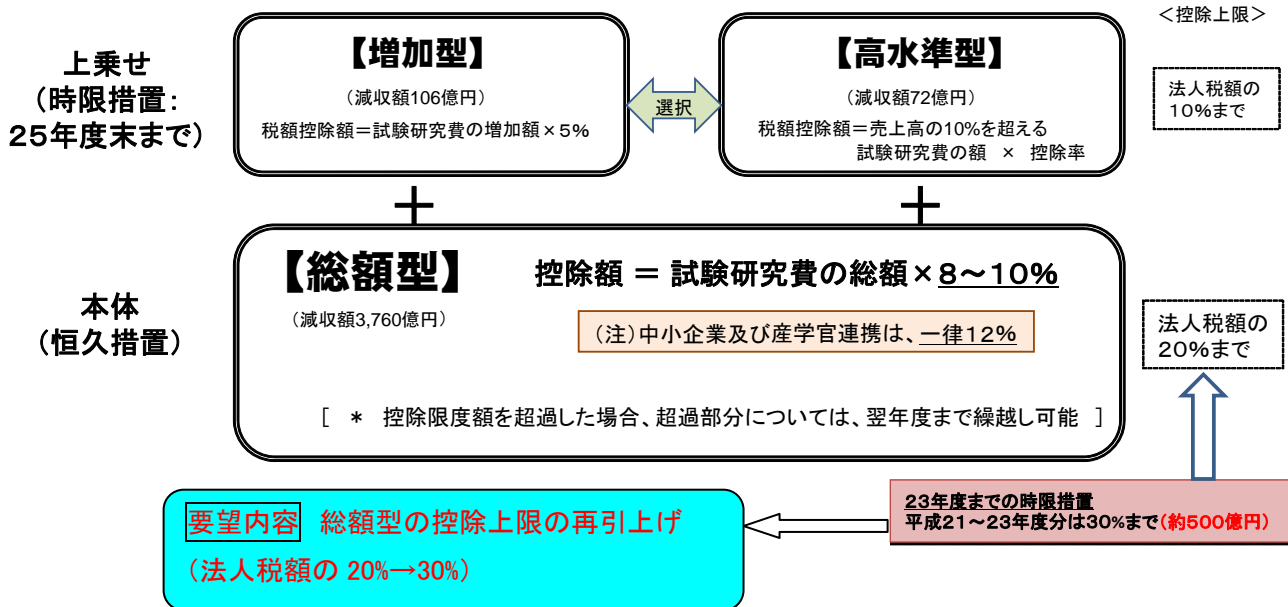 ＜控除上限＞
上乗せ
（時限措置：
25年度末まで）
【増加型】
（減収額106億円）
税額控除額＝試験研究費の増加額×５％
選択
【高水準型】
（減収額72億円）
税額控除額＝売上高の10％を超える
試験研究費の額　×　控除率
法人税額の
10％まで
＋
＋
本体
（恒久措置）
【総額型】
（減収額3,760億円）
控除額 ＝ 試験研究費の総額×８～１０％
（注）中小企業及び産学官連携は、一律１２％
[　＊　控除限度額を超過した場合、超過部分については、翌年度まで繰越し可能　]
法人税額の
20％まで
要望内容　総額型の控除上限の再引上げ
（法人税額の 20％→30％）
23年度までの時限措置
平成21～23年度分は30％まで（約500億円）